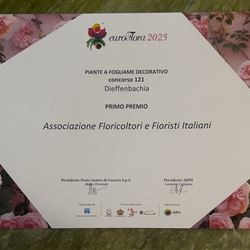 euroflora 2025
PIANTE A FOGLIAME DECORATIVO
concorso 121
Dieffenbachia
PRIMO PREMIO
Associazione Floricoltori e Fioristi Italiani
Presidente Porto Antico di Genova S.p.A.
Presidente AIPH